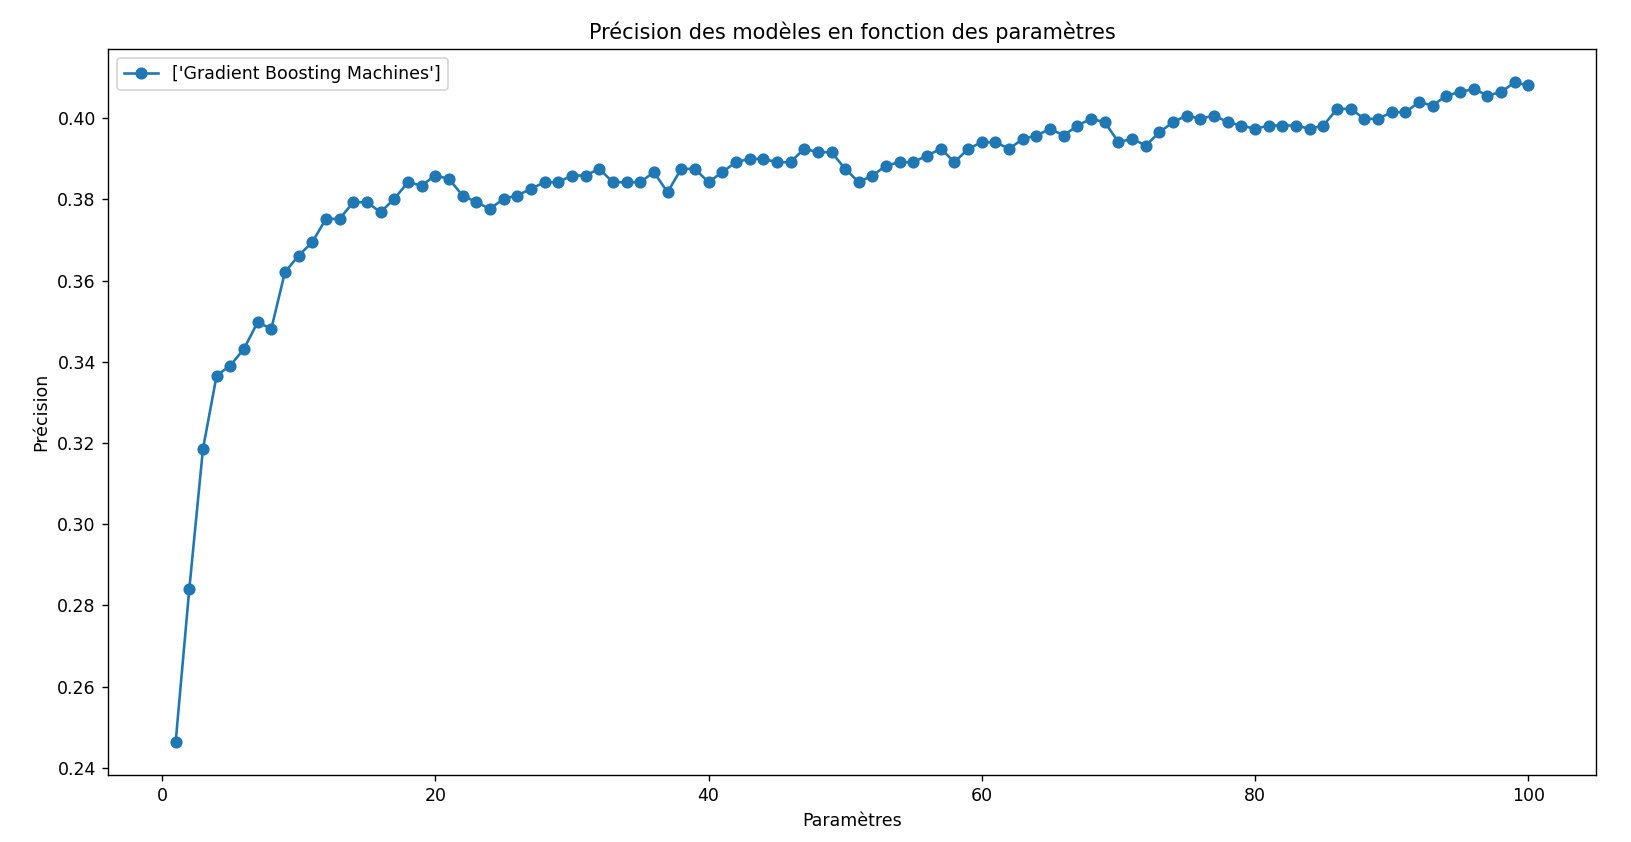 Précision des modèles en fonction des paramètres
['Gradient Boosting Machines']
0.40
0.38
0.36
0.34
0.32
0.30
0.28
0.26
0.24
Précision
0 20 40 60 80 100
Paramètres